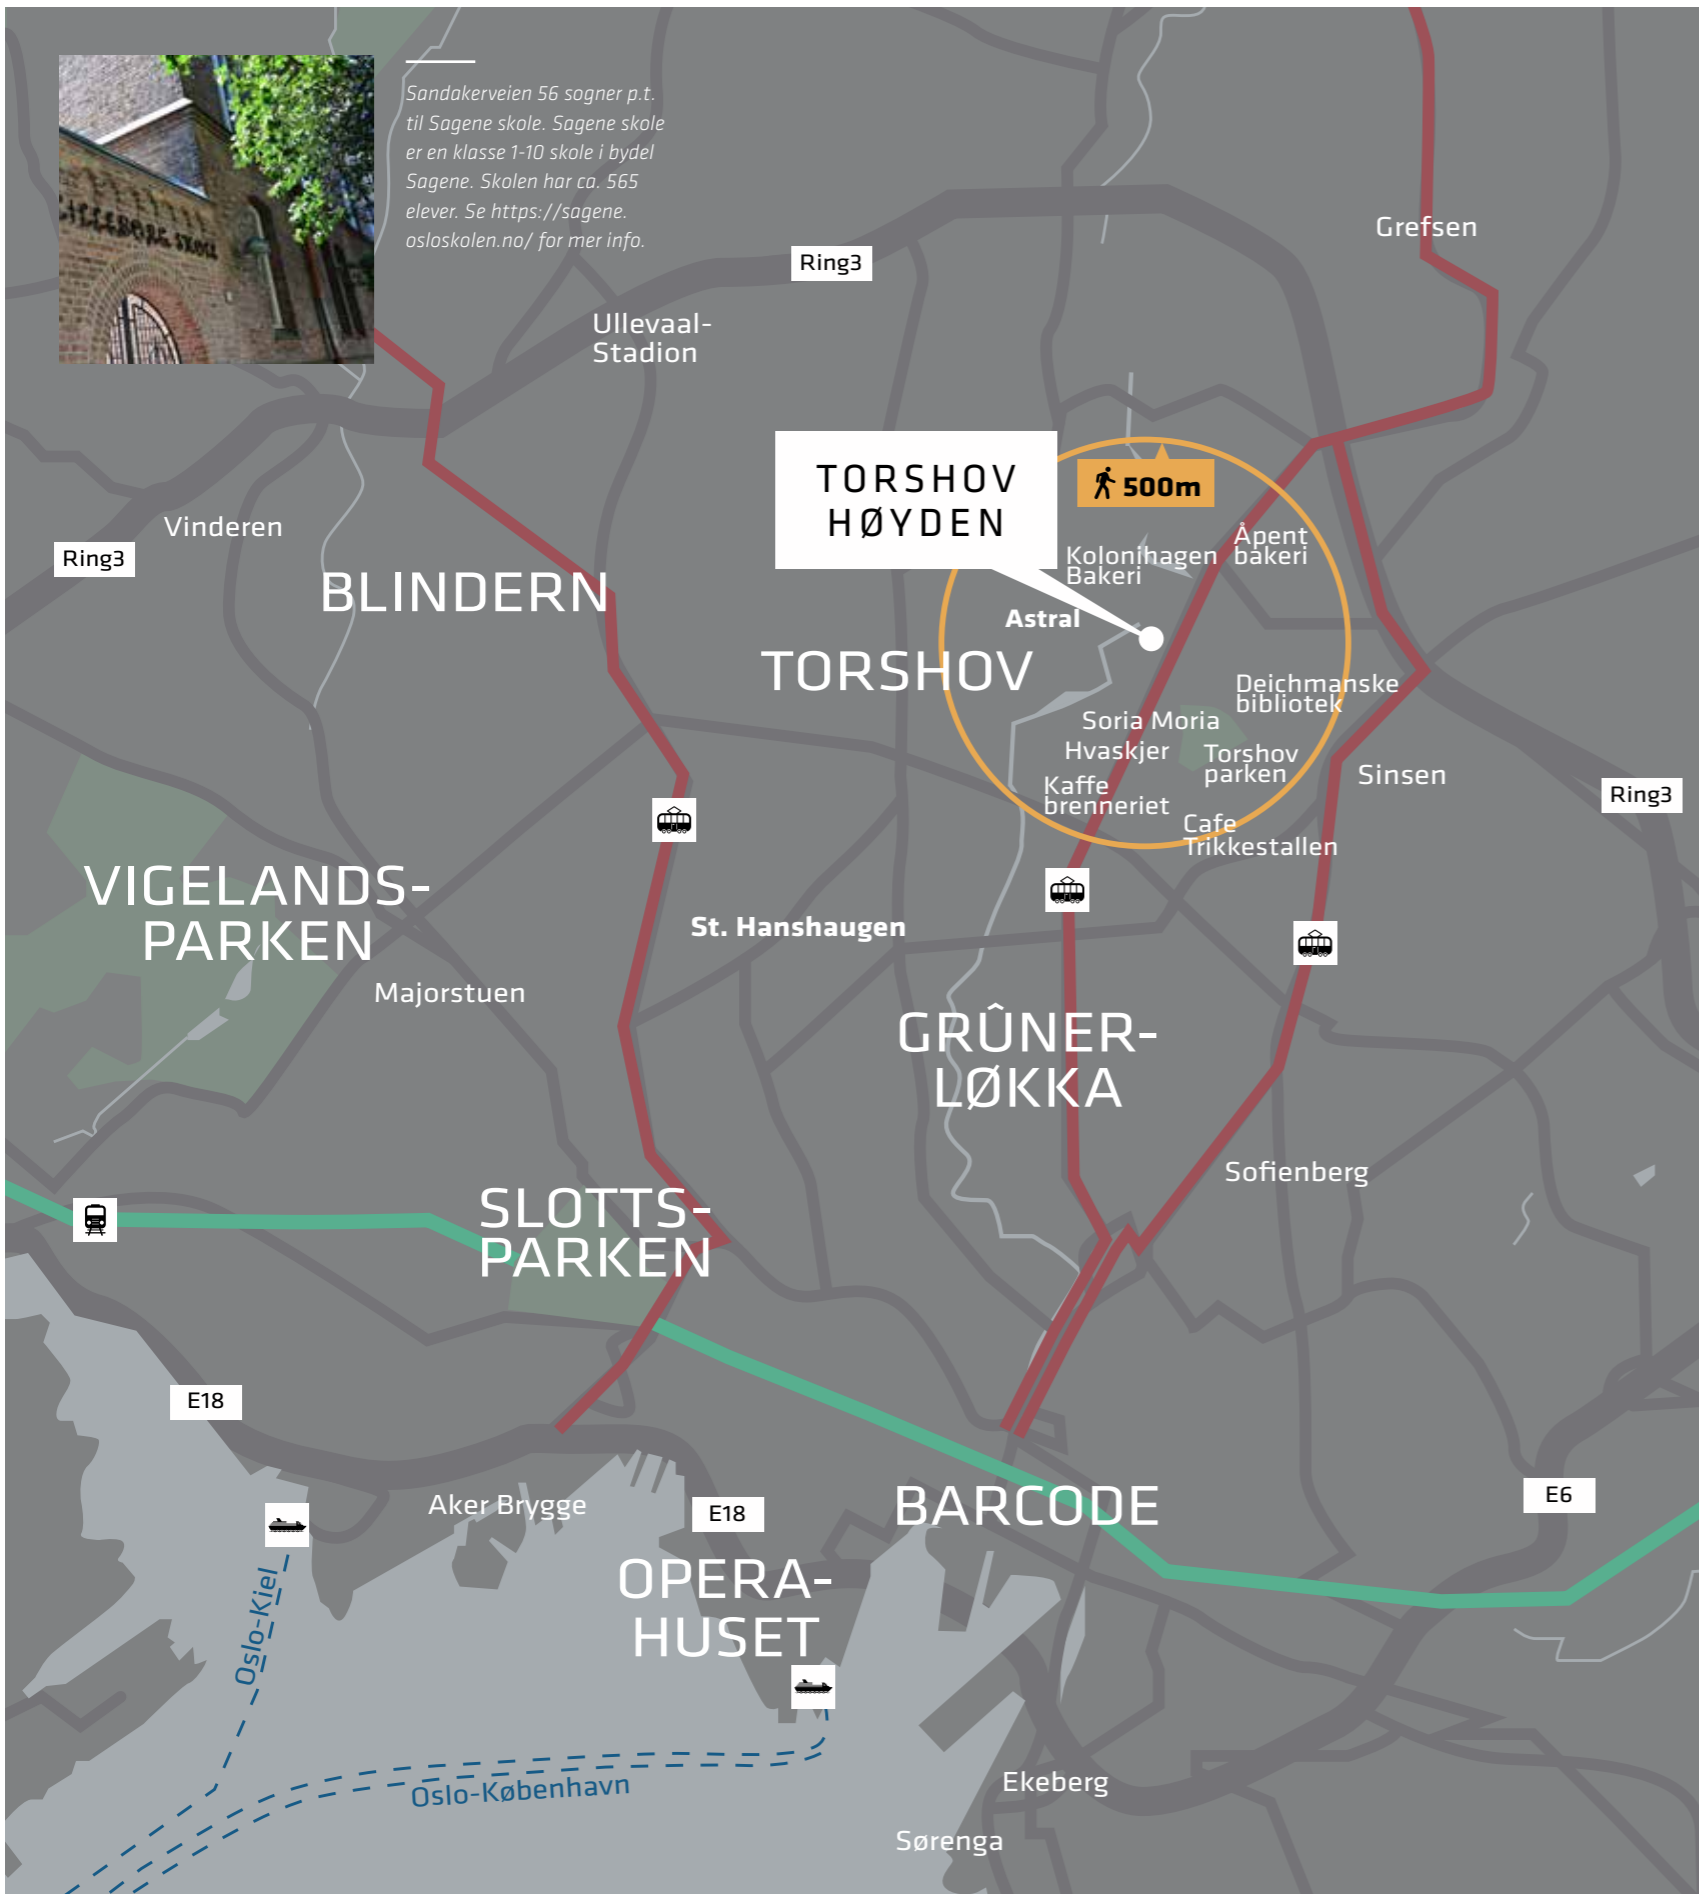 Sandakerveien 56 sogner p.t.
til Sagene skole. Sagene skole
er en klasse 1-10 skole i bydel
Sagene. Skolen har ca. 565
elever. Se https://sagene.
osloskolen.no/ for mer info.
LILLEBORG SKOLE
Grefsen
Ring3
Ullevaal-
Stadion
TORSHOV
HØYDEN
500m
Vinderen
Ring3
Åpent
bakeri
Kolonihagen
Bakeri
BLINDERN
Astral
TORSHOV
Deichmanske
bibliotek
Soria Moria
Hvaskjer
Torshov
parken
Sinsen
Kaffe
brenneriet
Ring3
Cafe
Trikkestallen
VIGELANDS-
PARKEN
St. Hanshaugen
Majorstuen
GRÛNER-
LØKKA
Sofienberg
SLOTTS-
PARKEN
E18
Aker Brygge
E18
BARCODE
E6
OPERA-
HUSET
Oslo-Kiel
Oslo-København
Ekeberg
Sørenga